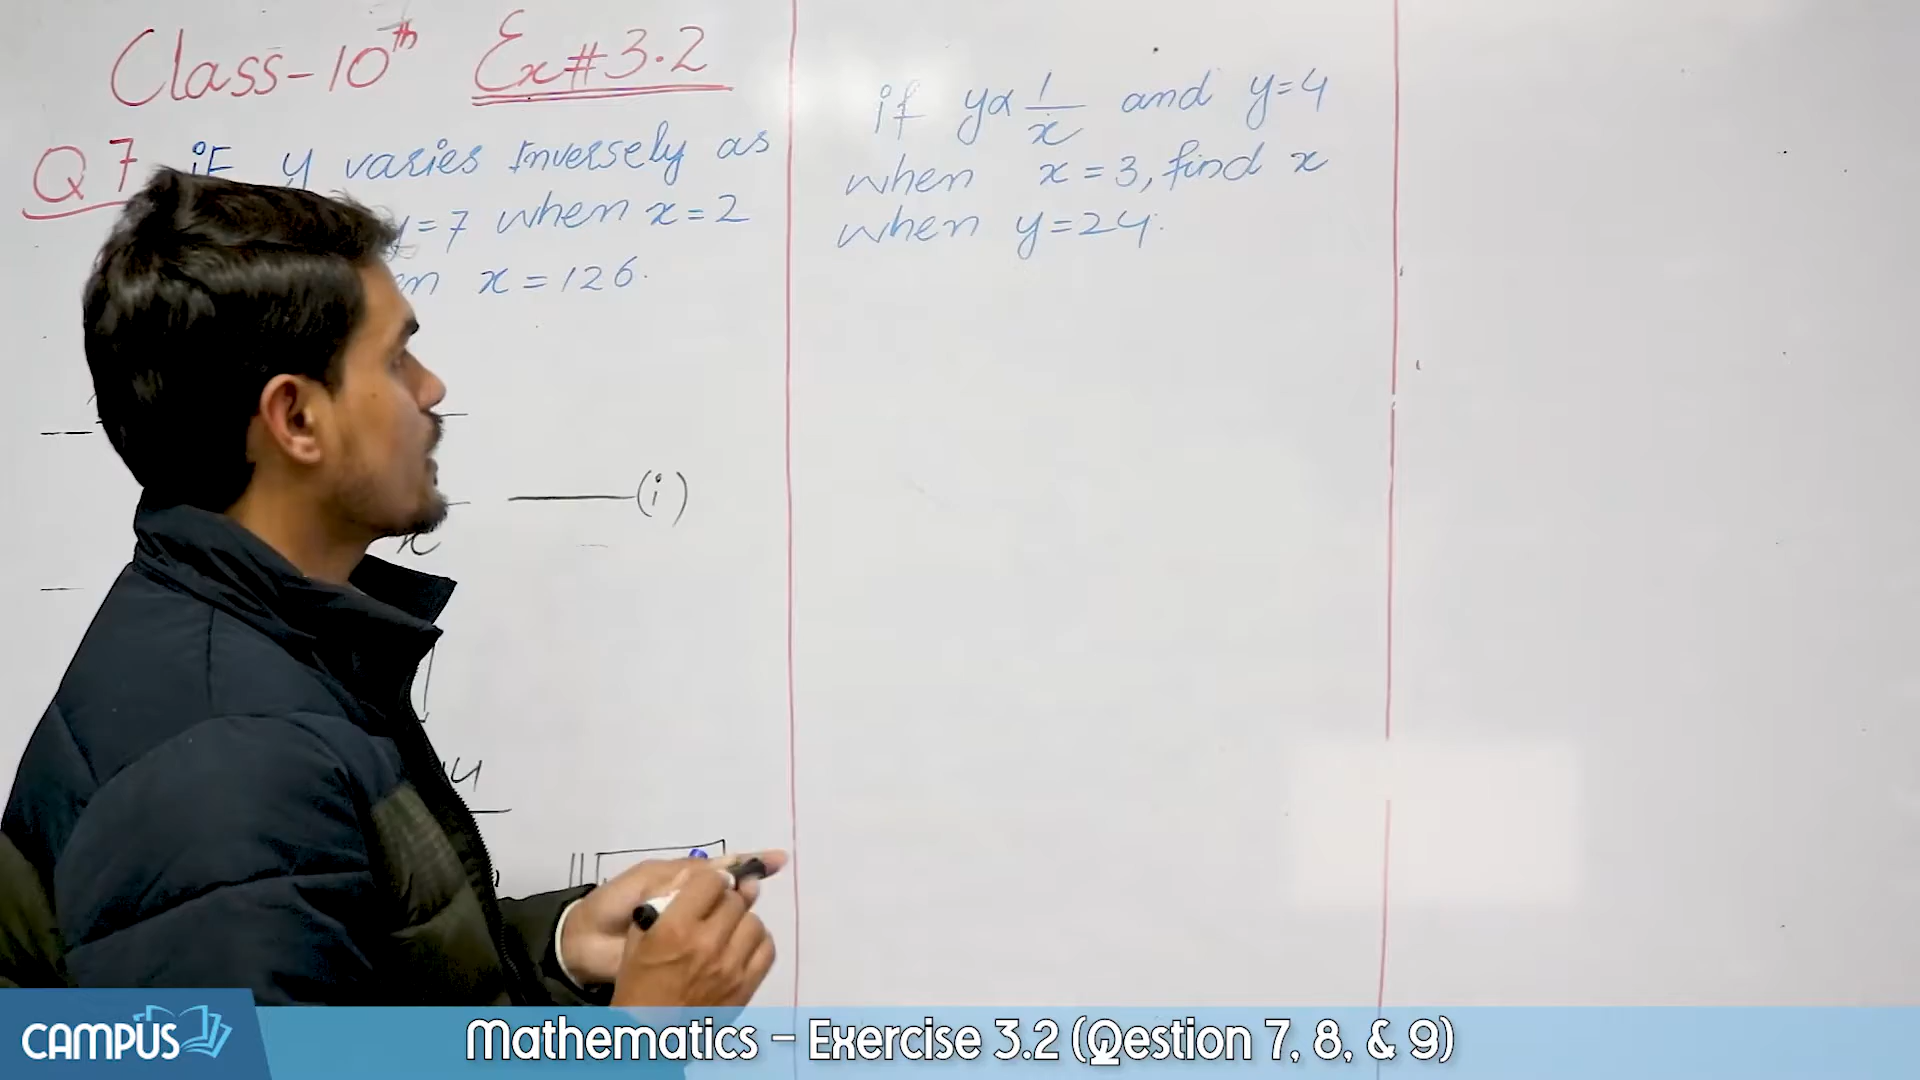 Class-10th Ex#3.2
Q7 iF y varies Inversely as
y=7 when x=2
x=126.
(i)
x
4
if y∝1/x and y=4
when x=3, find x
when y=24.
CAMPUS
Mathematics – Exercise 3.2 (Qestion 7, 8, & 9)